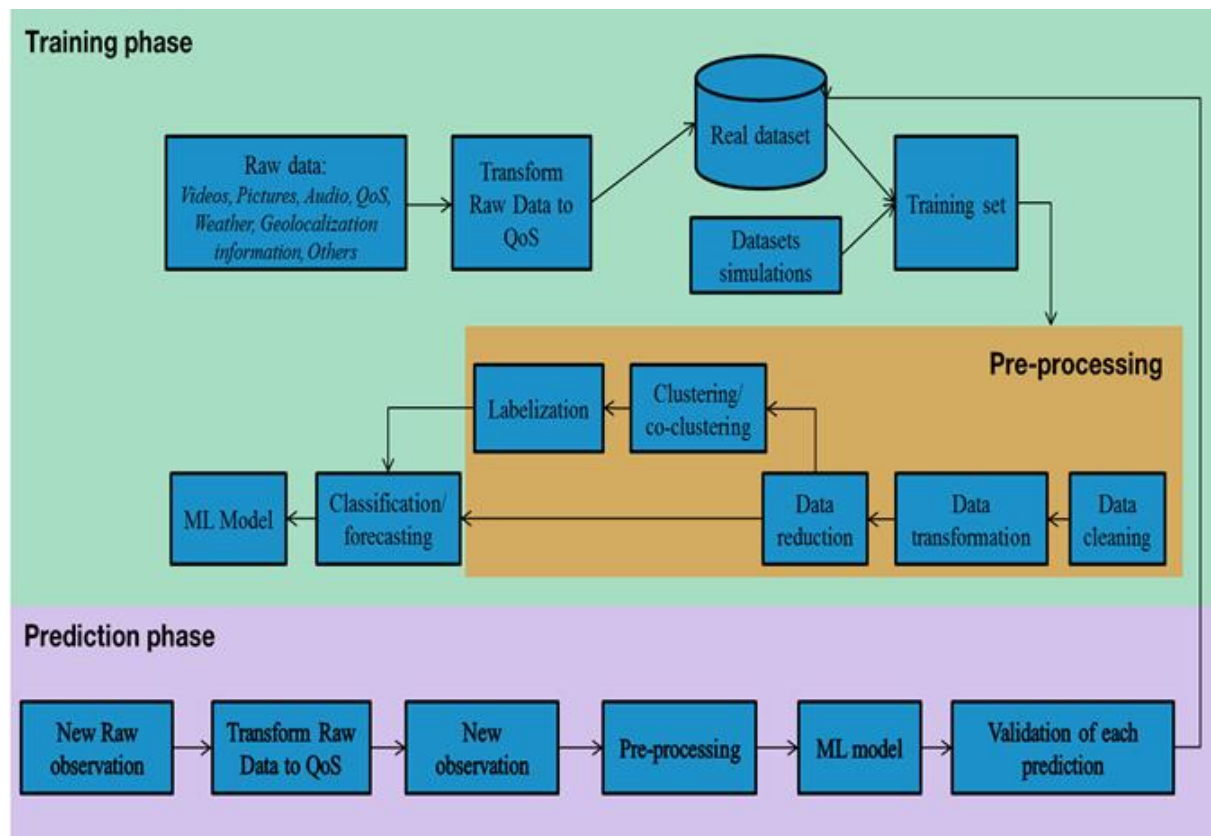 Training phase
Real dataset
Raw data:
Videos, Pictures, Audio, QoS,
Weather, Geolocalization
information, Others
Transform
Raw Data to
QoS
Training set
Datasets
simulations
Pre-processing
Labelization
Clustering/
co-clustering
ML Model
Classification/
forecasting
Data
reduction
Data
transformation
Data
cleaning
Prediction phase
New Raw
observation
Transform Raw
Data to QoS
New
observation
Pre-processing
ML model
Validation of each
prediction